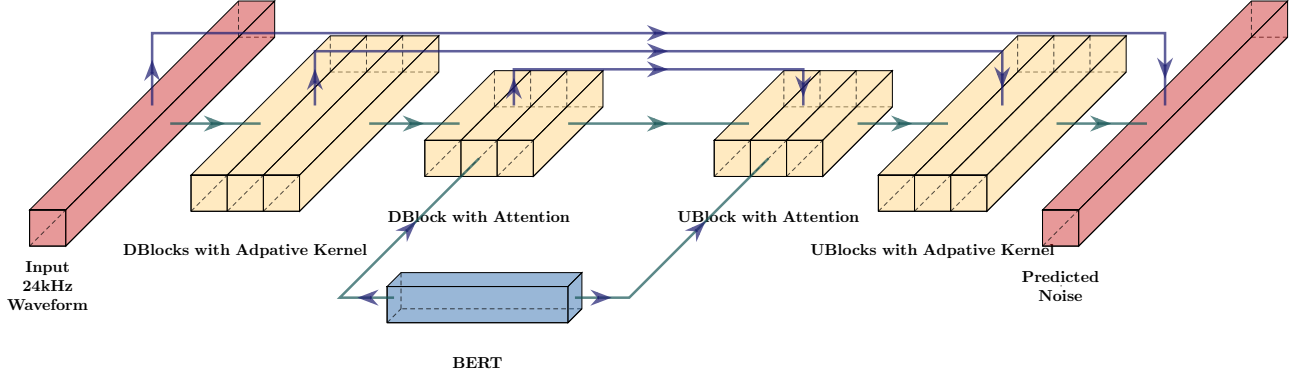 DBlock with Attention
UBlock with Attention
DBlocks with Adpative Kernel
UBlocks with Adpative Kernel
Input
24kHz
Waveform
Predicted
Noise
BERT